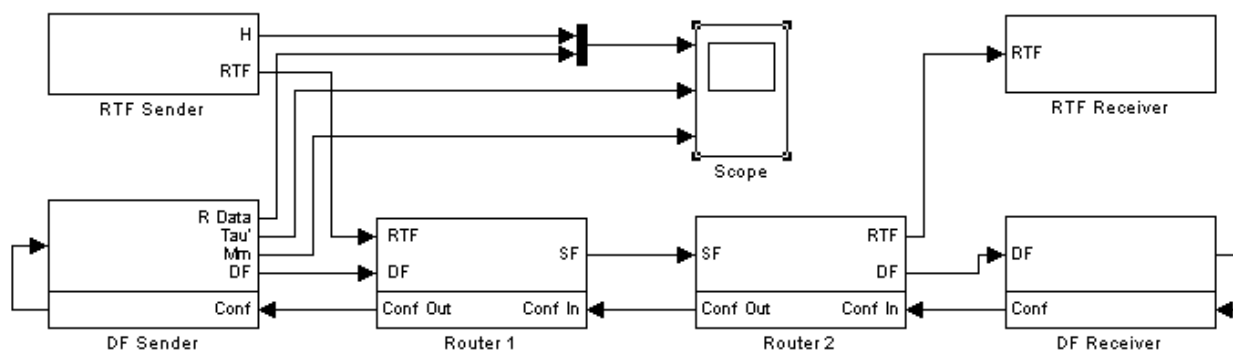 H
RTF
RTF Sender
Scope
RTF
RTF Receiver
R Data
Tau'
Mm
DF
Conf
DF Sender
RTF
DF
SF
Conf Out
Conf In
Router 1
SF
RTF
DF
Conf Out
Conf In
Router 2
DF
Conf
DF Receiver